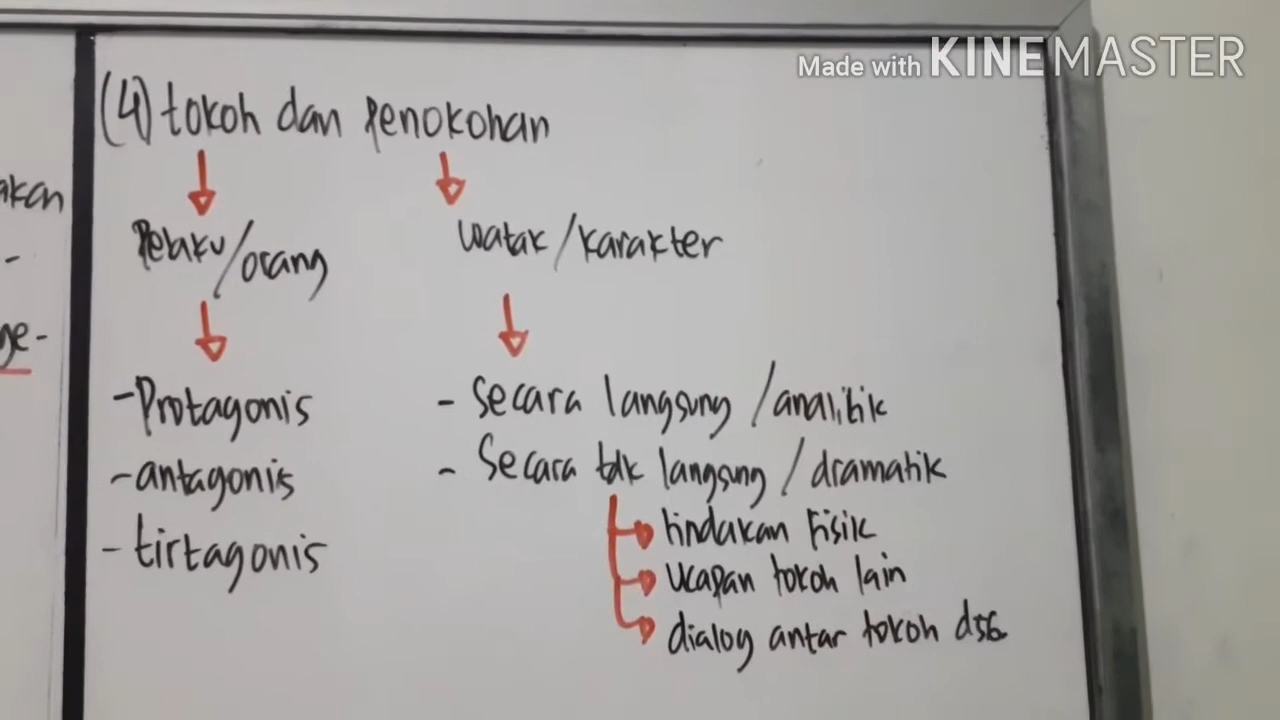 Made with KINEMASTER
(4) tokoh dan Penokohan
Pelaku/orang
watak/karakter
- Protagonis
- antagonis
- tirtagonis
- Secara langsung /analitik
- Secara tdk langsung / dramatik
tindakan Fisik
ucapan tokoh lain
dialog antar tokoh dsb
akan
-
ge-